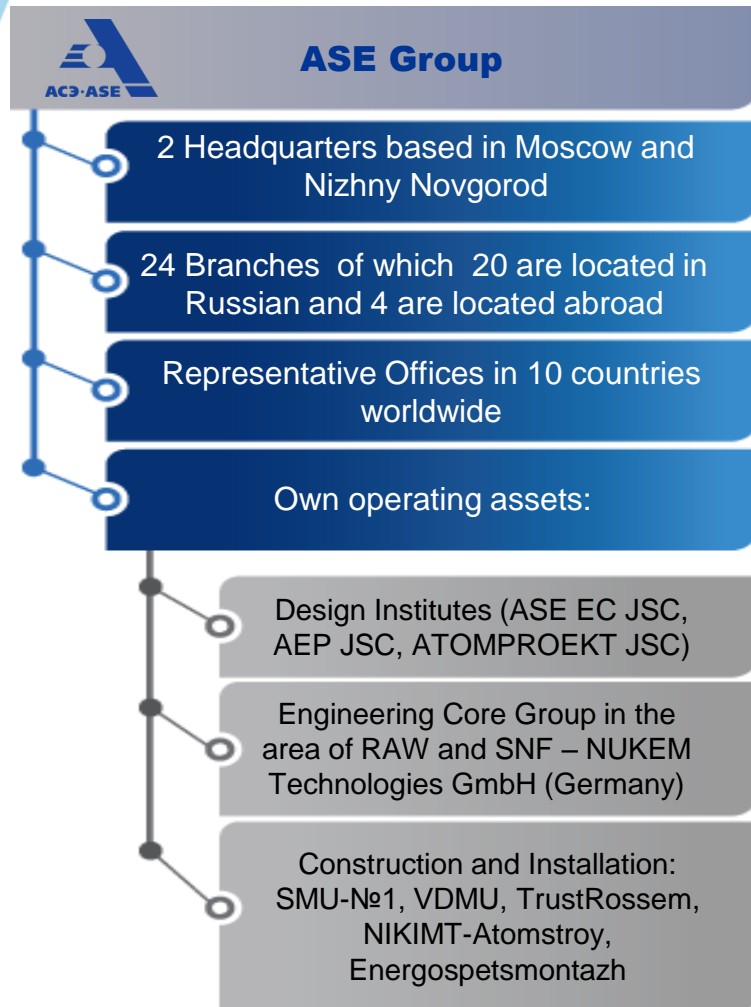 ASE Group
АСЭ·ASE
2 Headquarters based in Moscow and
Nizhny Novgorod
24 Branches of which 20 are located in
Russian and 4 are located abroad
Representative Offices in 10 countries
worldwide
Own operating assets:
Design Institutes (ASE EC JSC,
AEP JSC, ATOMPROEKT JSC)
Engineering Core Group in the
area of RAW and SNF – NUKEM
Technologies GmbH (Germany)
Construction and Installation:
SMU-№1, VDMU, TrustRossem,
NIKIMT-Atomstroy,
Energospetsmontazh